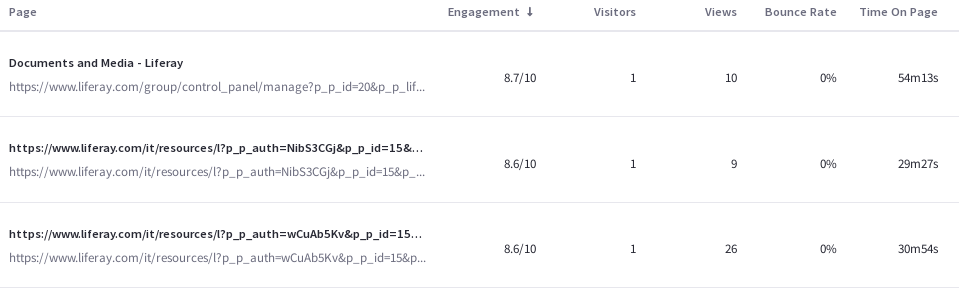 Page Engagement ↓ Visitors Views Bounce Rate Time On Page
Documents and Media - Liferay
https://www.liferay.com/group/control_panel/manage?p_p_id=20&p_p_lif...
8.7/10 1 10 0% 54m13s
https://www.liferay.com/it/resources/l?p_p_auth=NibS3CGj&p_p_id=15&...
https://www.liferay.com/it/resources/l?p_p_auth=NibS3CGj&p_p_id=15&p_...
8.6/10 1 9 0% 29m27s
https://www.liferay.com/it/resources/l?p_p_auth=wCuAb5Kv&p_p_id=15...
https://www.liferay.com/it/resources/l?p_p_auth=wCuAb5Kv&p_p_id=15&p...
8.6/10 1 26 0% 30m54s